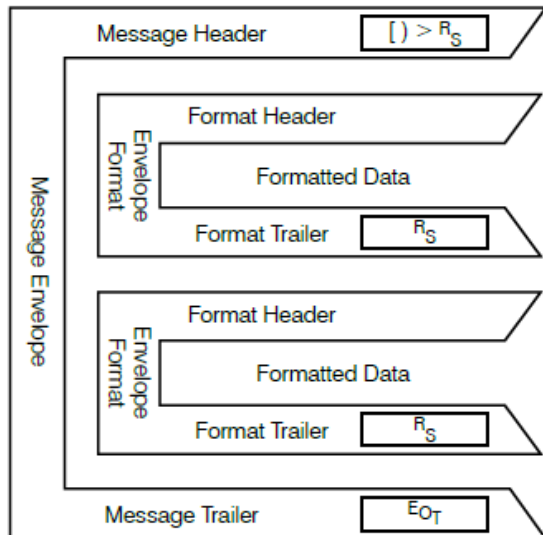 Message Header
[ ) > RS
Format Header
Envelope
Format
Formatted Data
Format Trailer
RS
Message Envelope
Format Header
Envelope
Format
Formatted Data
Format Trailer
RS
Message Trailer
EOT